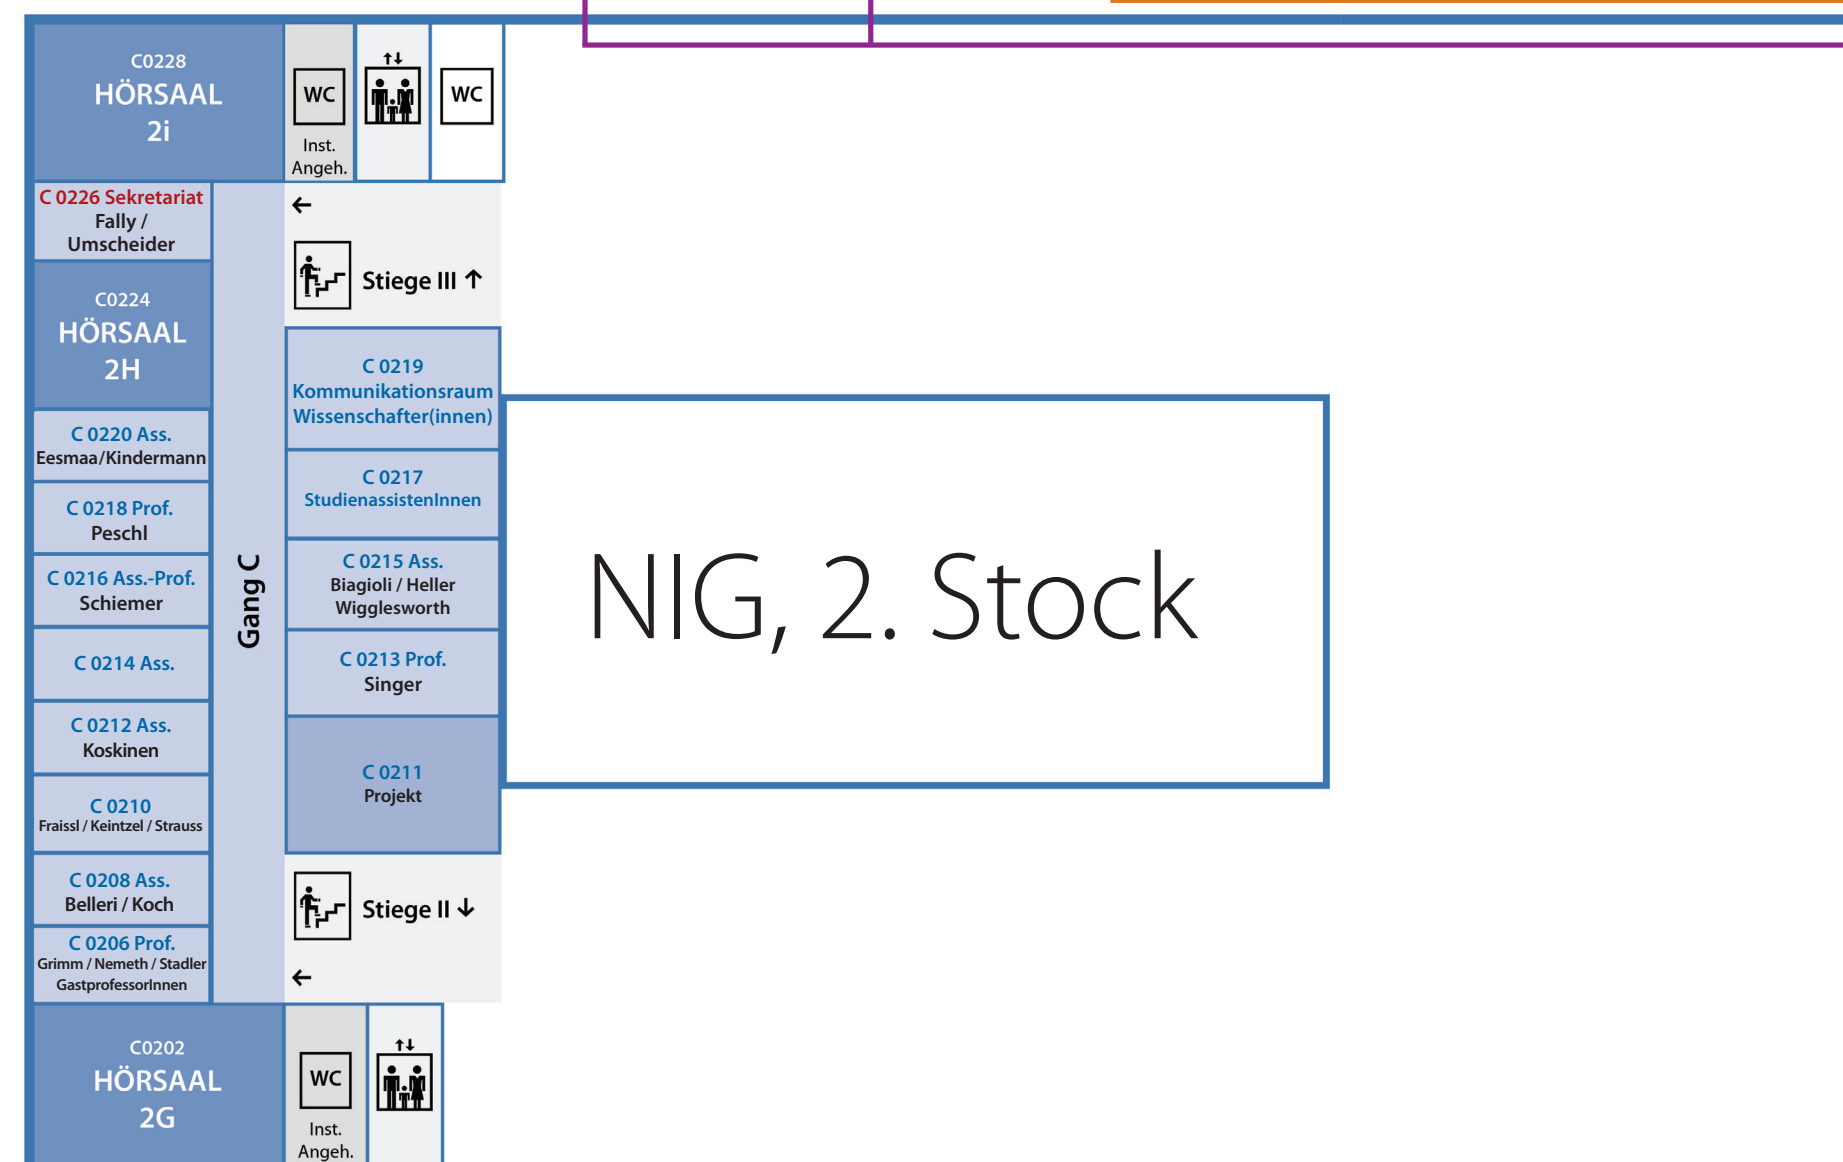 C0228
HÖRSAAL
2i
WC
Inst.
Angeh.
WC
C 0226 Sekretariat
Fally /
Umscheider
Stiege III ↑
C0224
HÖRSAAL
2H
C 0219
Kommunikationsraum
Wissenschafter(innen)
C 0220 Ass.
Eesmaa/Kindermann
C 0217
StudienassistenInnen
C 0218 Prof.
Peschl
C 0216 Ass.-Prof.
Schiemer
Gang C
C 0215 Ass.
Biagioli / Heller
Wigglesworth
NIG, 2. Stock
C 0214 Ass.
C 0213 Prof.
Singer
C 0212 Ass.
Koskinen
C 0211
Projekt
C 0210
Fraissl / Keintzel / Strauss
C 0208 Ass.
Belleri / Koch
Stiege II ↓
C 0206 Prof.
Grimm / Nemeth / Stadler
GastprofessorInnen
C0202
HÖRSAAL
2G
WC
Inst.
Angeh.